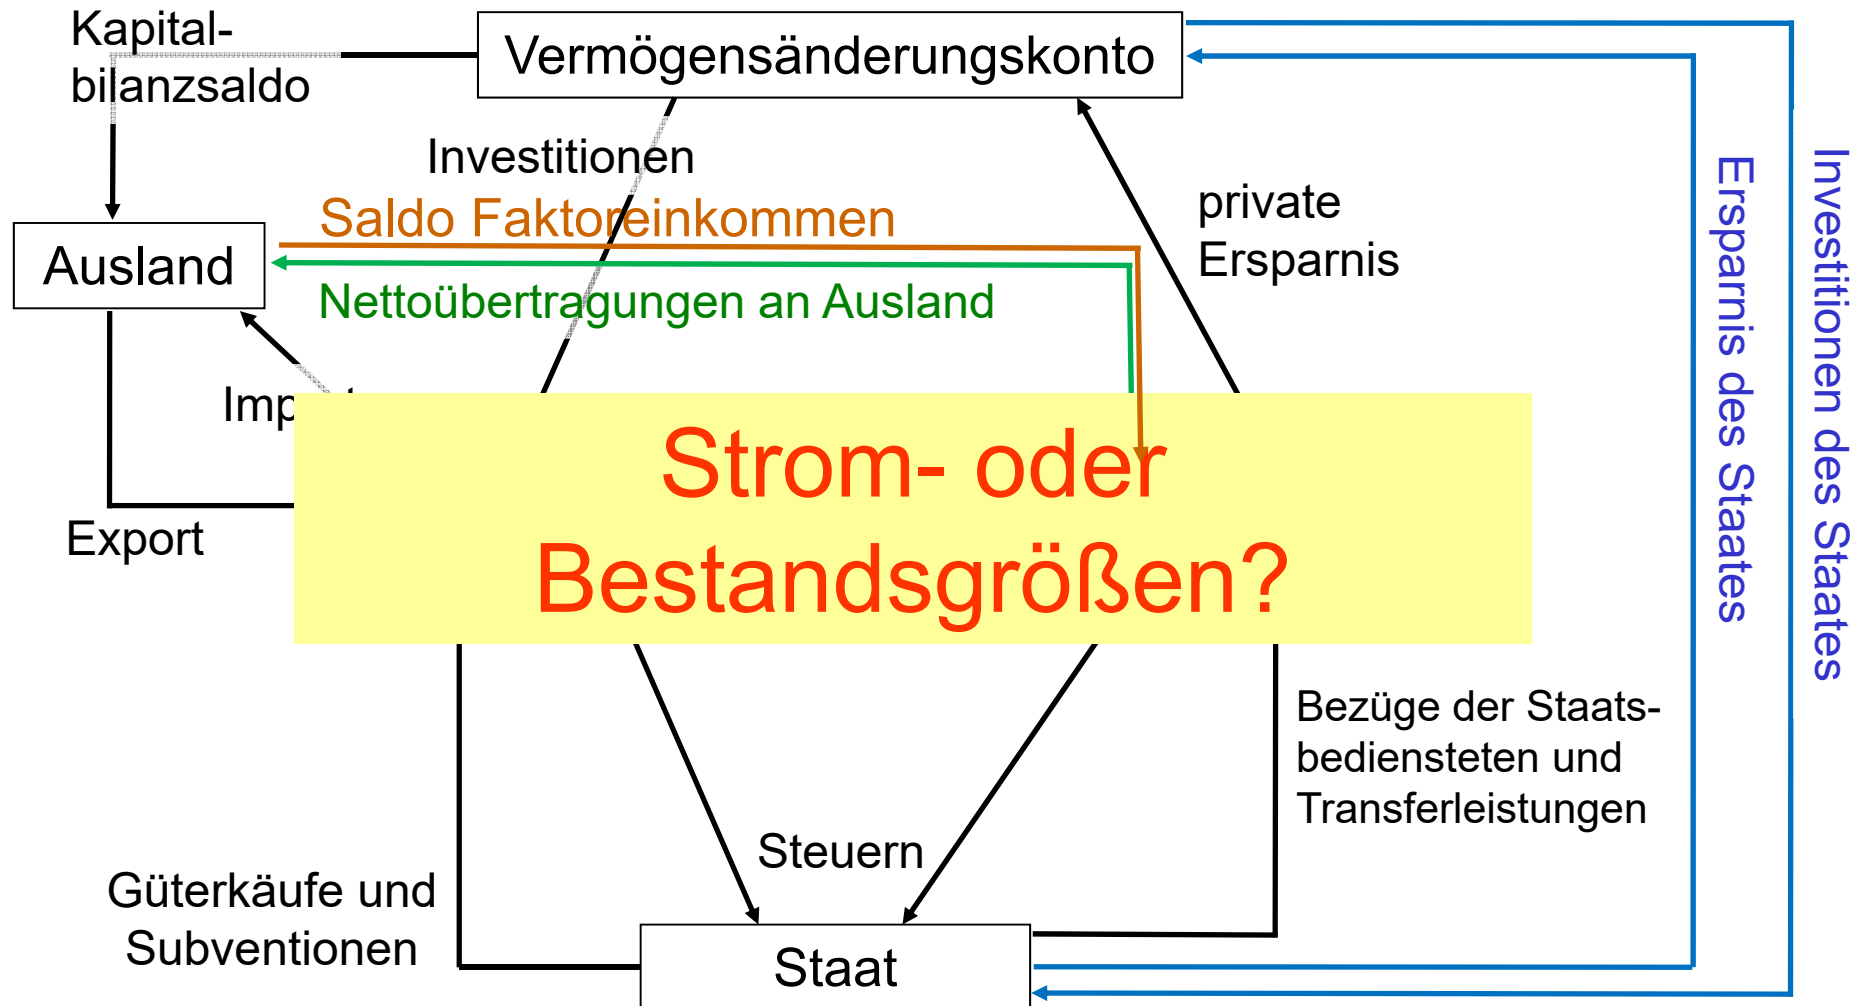 Kapital-
bilanzsaldo
Vermögensänderungskonto
Investitionen
Saldo Faktoreinkommen
private
Ersparnis
Ausland
Nettoübertragungen an Ausland
Ersparnis des Staates
Investitionen des Staates
Strom- oder
Bestandsgrößen?
Export
Bezüge der Staats-
bediensteten und
Transferleistungen
Steuern
Güterkäufe und
Subventionen
Staat